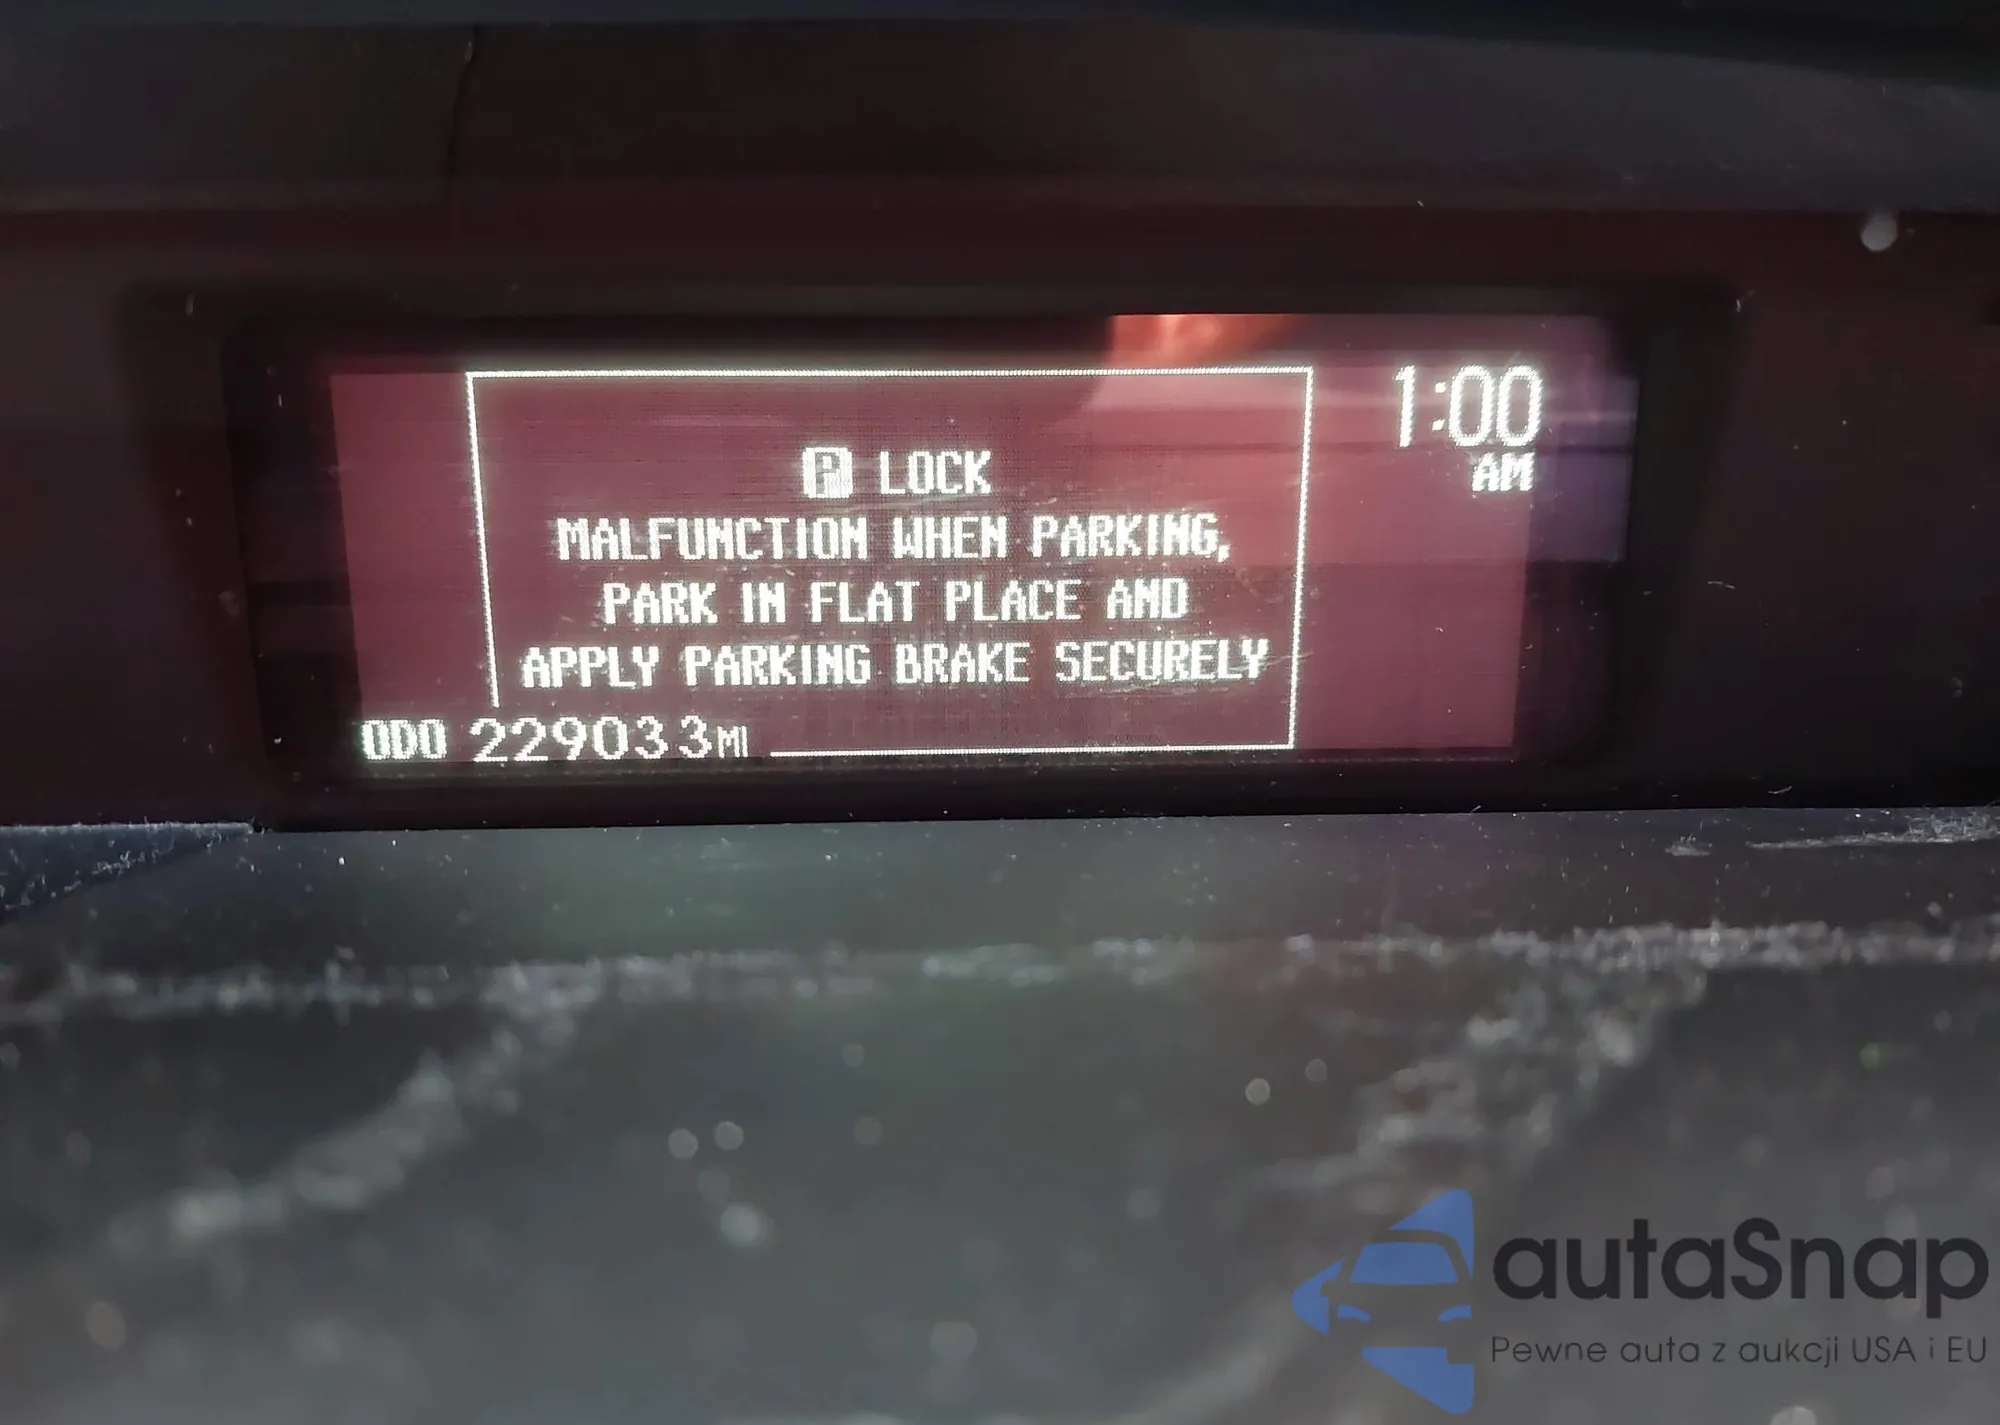 1:00
AM
P LOCK
MALFUNCTION WHEN PARKING,
PARK IN FLAT PLACE AND
APPLY PARKING BRAKE SECURELY
ODO 229033MI
autaSnap
Pewne auta z aukcji USA i EU